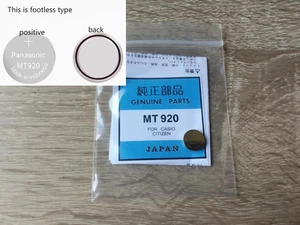 This is footless type
positive
back
Panasonic
MT920
純正部品
GENUINE PARTS
MT 920
FOR CASIO
CITIZEN
JAPAN